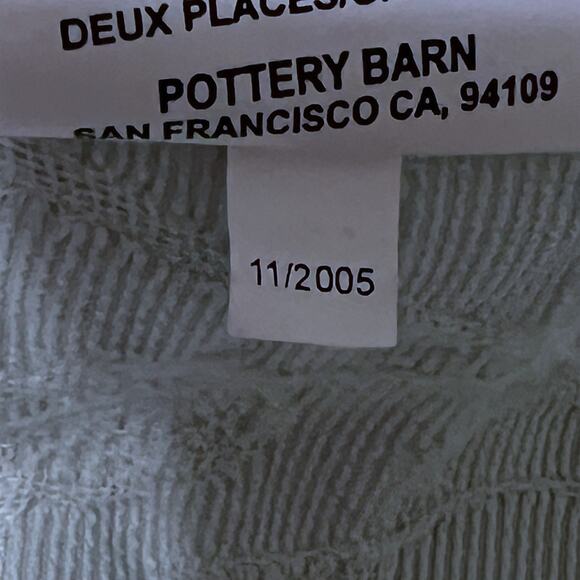 DEUX PLACES/
POTTERY BARN
SAN FRANCISCO CA, 94109
11/2005